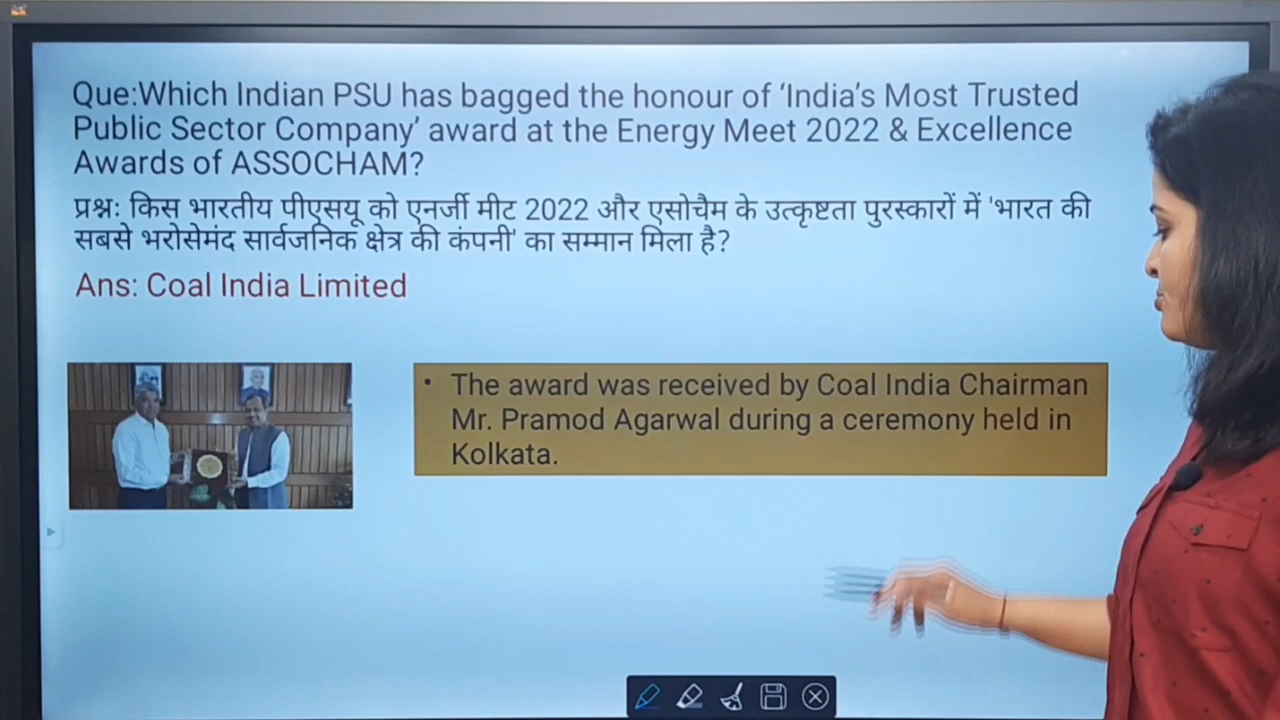 Que:Which Indian PSU has bagged the honour of ‘India’s Most Trusted
Public Sector Company’ award at the Energy Meet 2022 & Excellence
Awards of ASSOCHAM?
प्रश्नः किस भारतीय पीएसयू को एनर्जी मीट 2022 और एसोचैम के उत्कृष्टता पुरस्कारों में 'भारत की
सबसे भरोसेमंद सार्वजनिक क्षेत्र की कंपनी' का सम्मान मिला है?
Ans: Coal India Limited
• The award was received by Coal India Chairman
Mr. Pramod Agarwal during a ceremony held in
Kolkata.